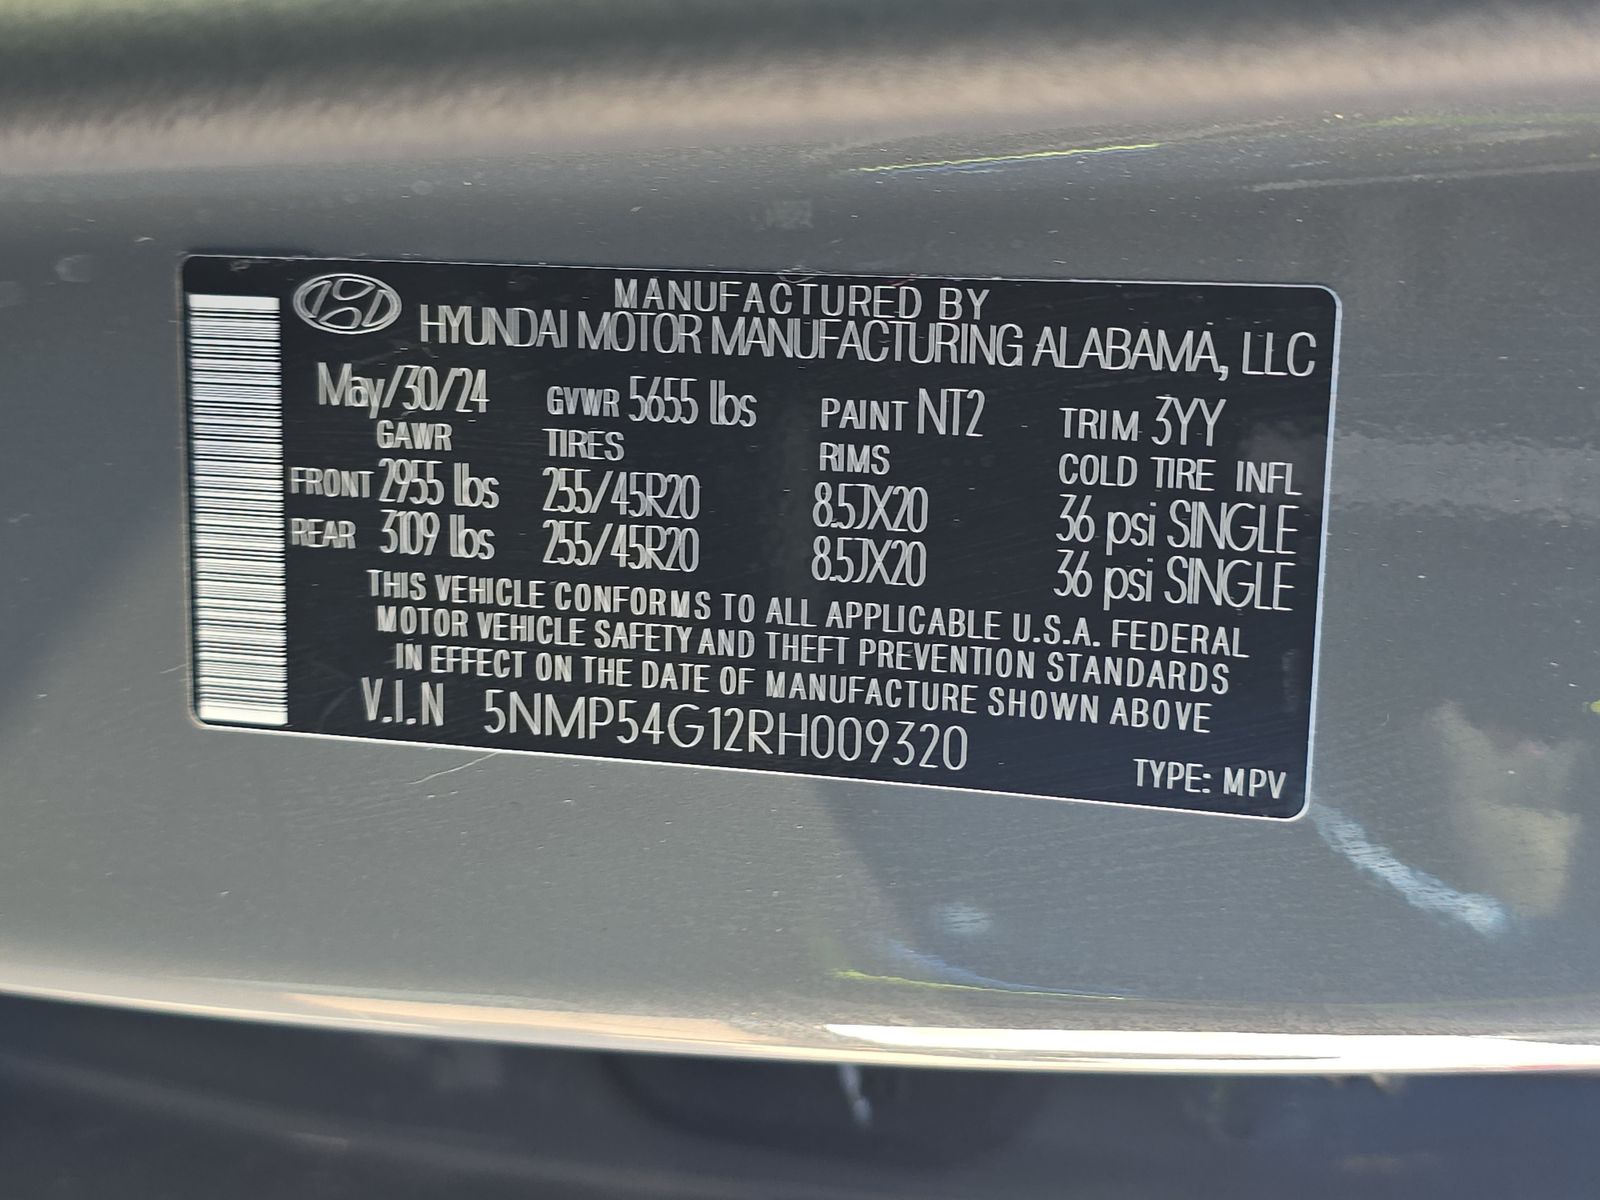 MANUFACTURED BY
HYUNDAI MOTOR MANUFACTURING ALABAMA, LLC
May/30/24 GVWR 5655 lbs PAINT NT2 TRIM 3YY
GAWR TIRES RIMS COLD TIRE INFL
FRONT 2955 lbs 255/45R20 8.5JX20 36 psi SINGLE
REAR 3109 lbs 255/45R20 8.5JX20 36 psi SINGLE
THIS VEHICLE CONFORMS TO ALL APPLICABLE U.S.A. FEDERAL
MOTOR VEHICLE SAFETY AND THEFT PREVENTION STANDARDS
IN EFFECT ON THE DATE OF MANUFACTURE SHOWN ABOVE
V.I.N 5NMP54G12RH009320
TYPE: MPV